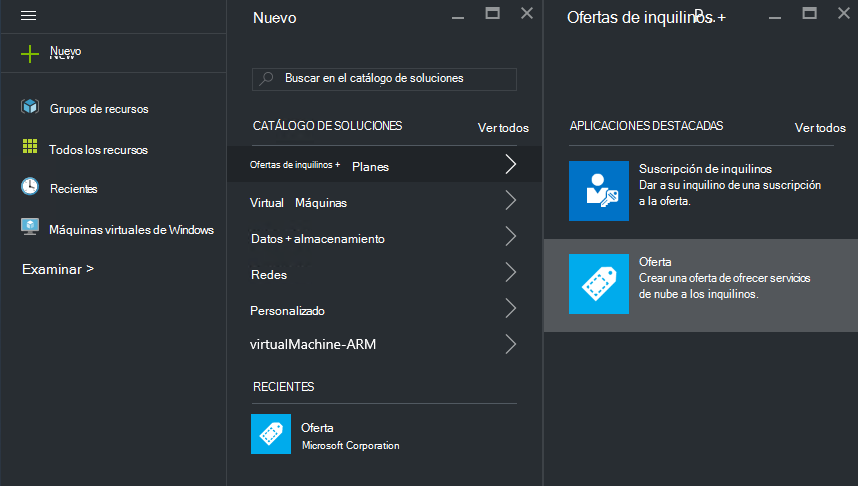 Nuevo
Grupos de recursos
Todos los recursos
Recientes
Máquinas virtuales de Windows
Examinar >
Nuevo
Buscar en el catálogo de soluciones
CATÁLOGO DE SOLUCIONES
Ver todos
Ofertas de inquilinos + Planes
Virtual Máquinas
Datos + almacenamiento
Redes
Personalizado
virtualMachine-ARM
RECIENTES
Oferta
Microsoft Corporation
Ofertas de inquilinos +
APLICACIONES DESTACADAS
Ver todos
Suscripción de inquilinos
Dar a su inquilino de una suscripción
a la oferta.
Oferta
Crear una oferta de ofrecer servicios
de nube a los inquilinos.